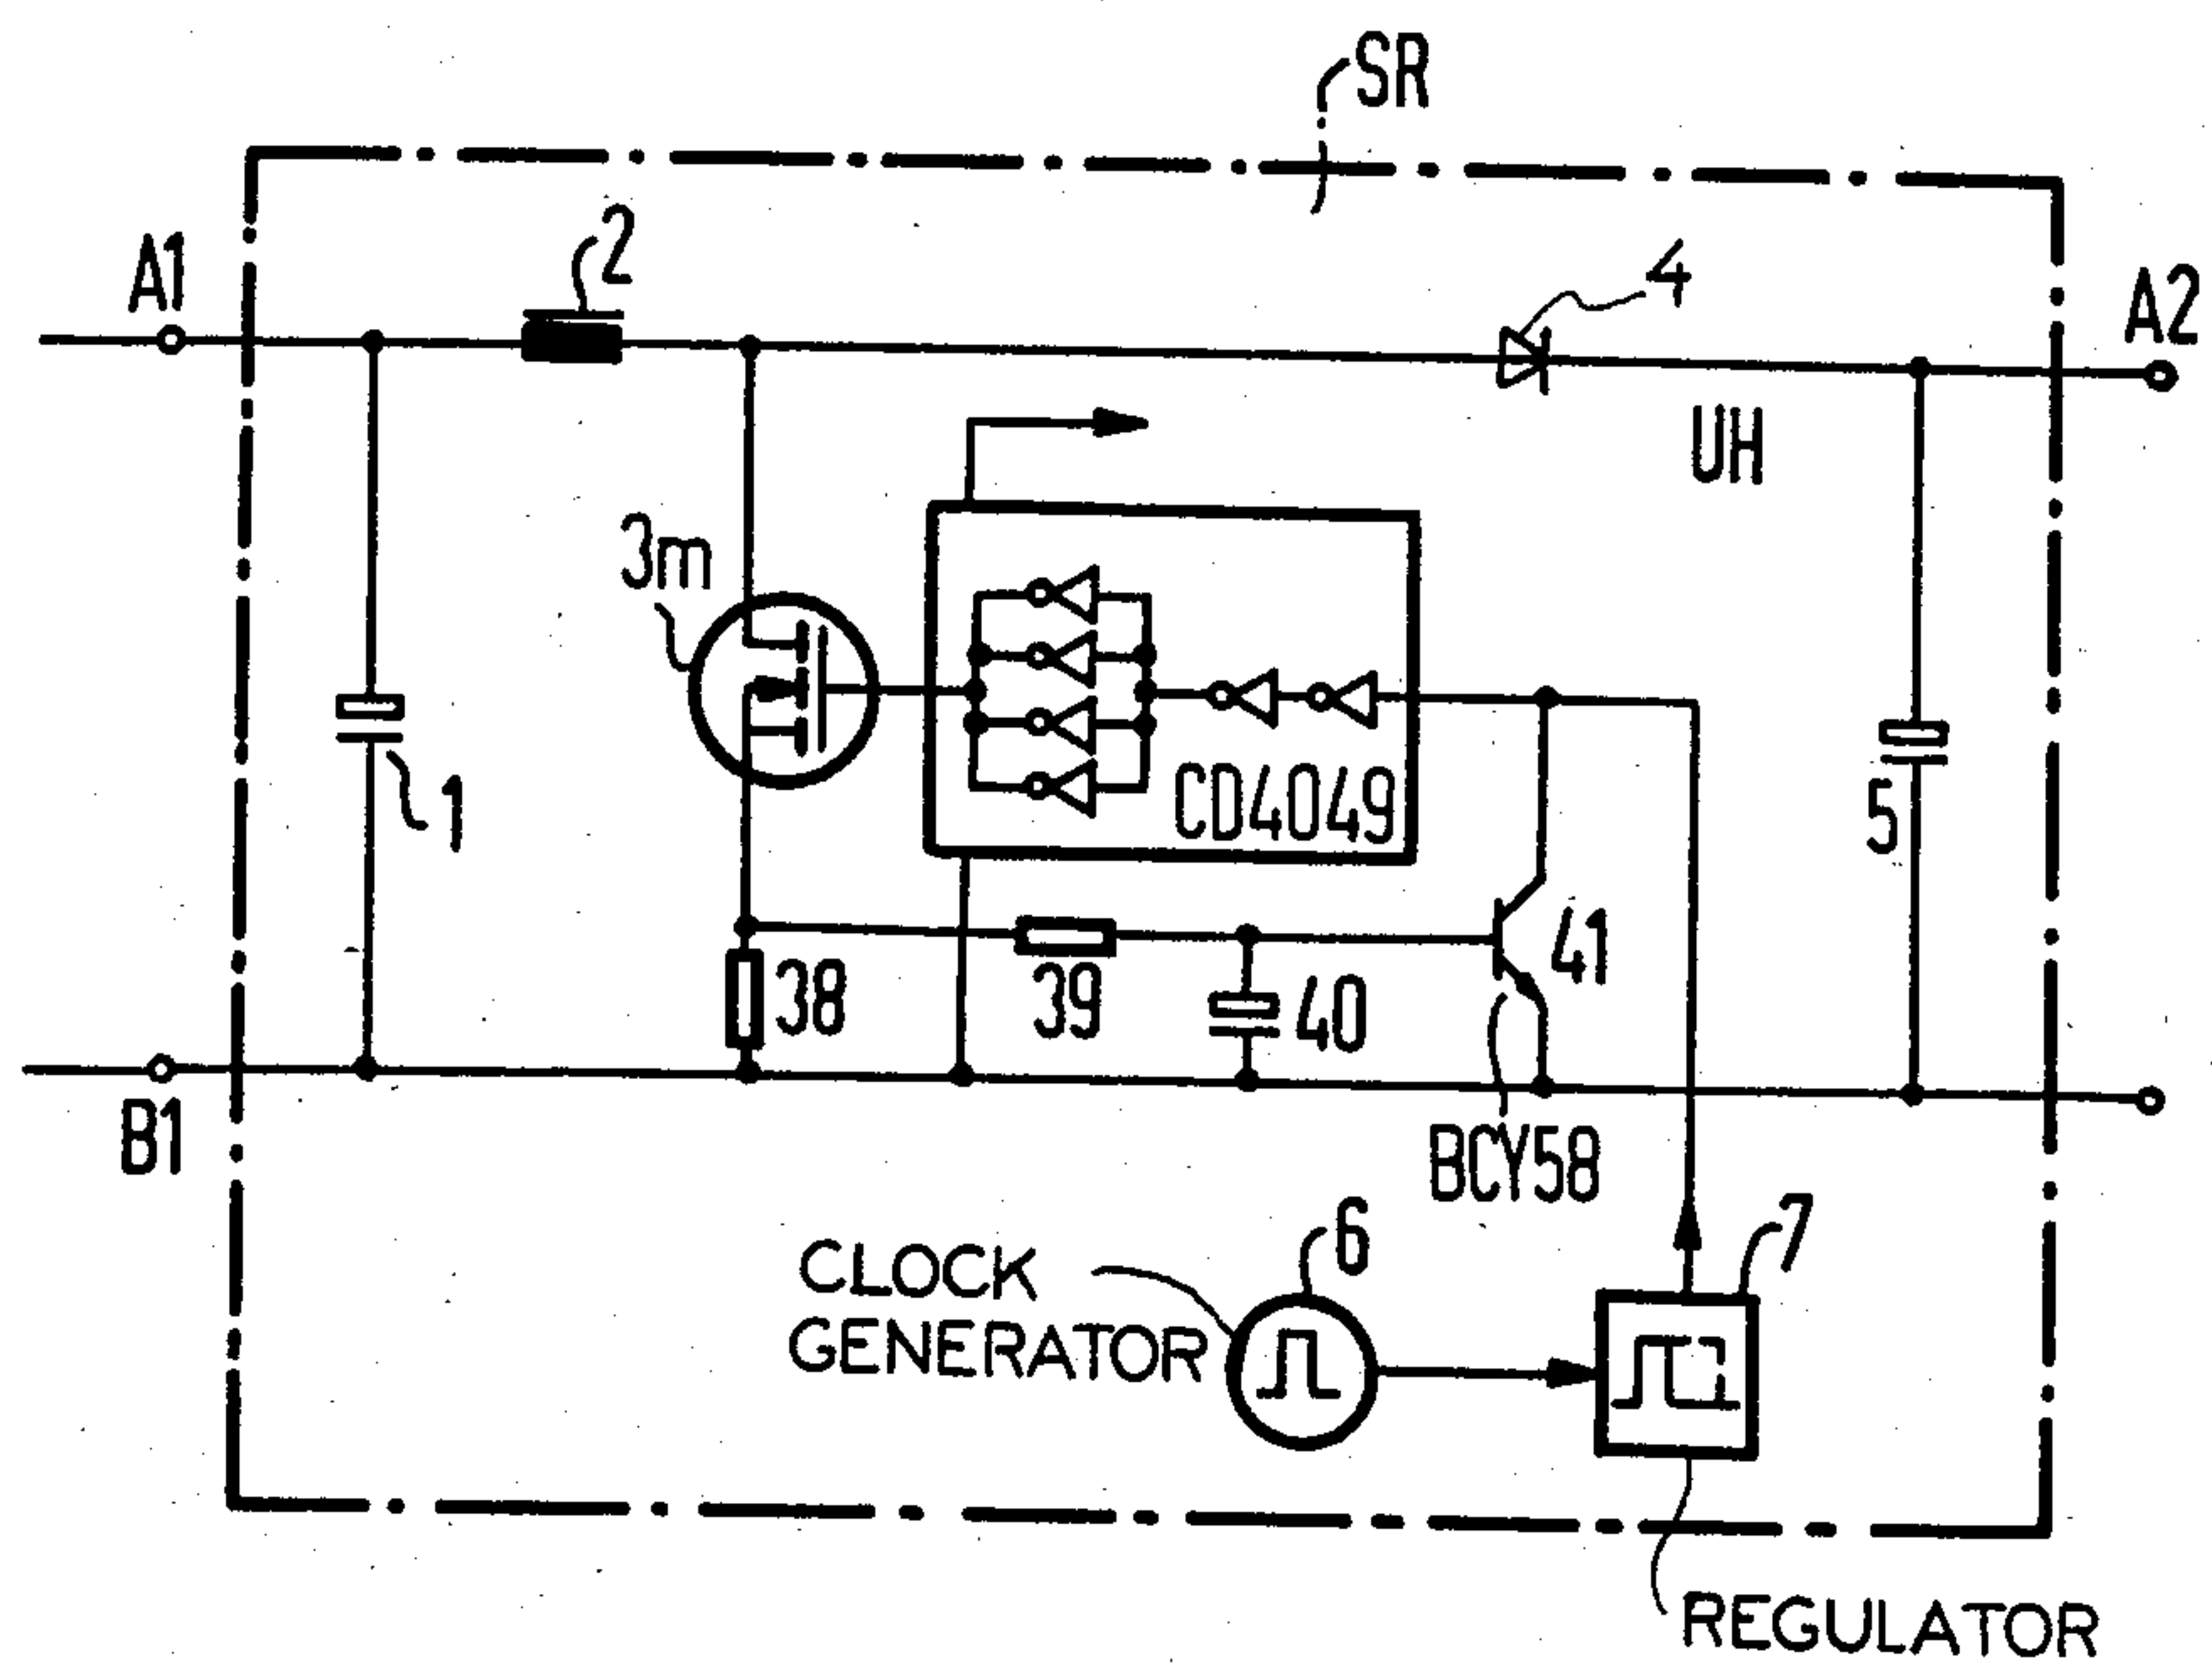 SR
2
A1
4
A2
UH
3m
CD4049
1
5
41
38
39
40
B1
BCY58
6
7
CLOCK
GENERATOR
REGULATOR